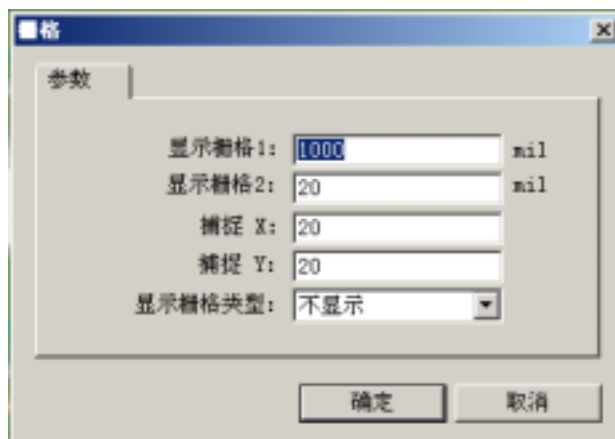 栅格
参数
显示栅格1: 1000 mil
显示栅格2: 20 mil
捕捉 X: 20
捕捉 Y: 20
显示栅格类型: 不显示
确定 取消